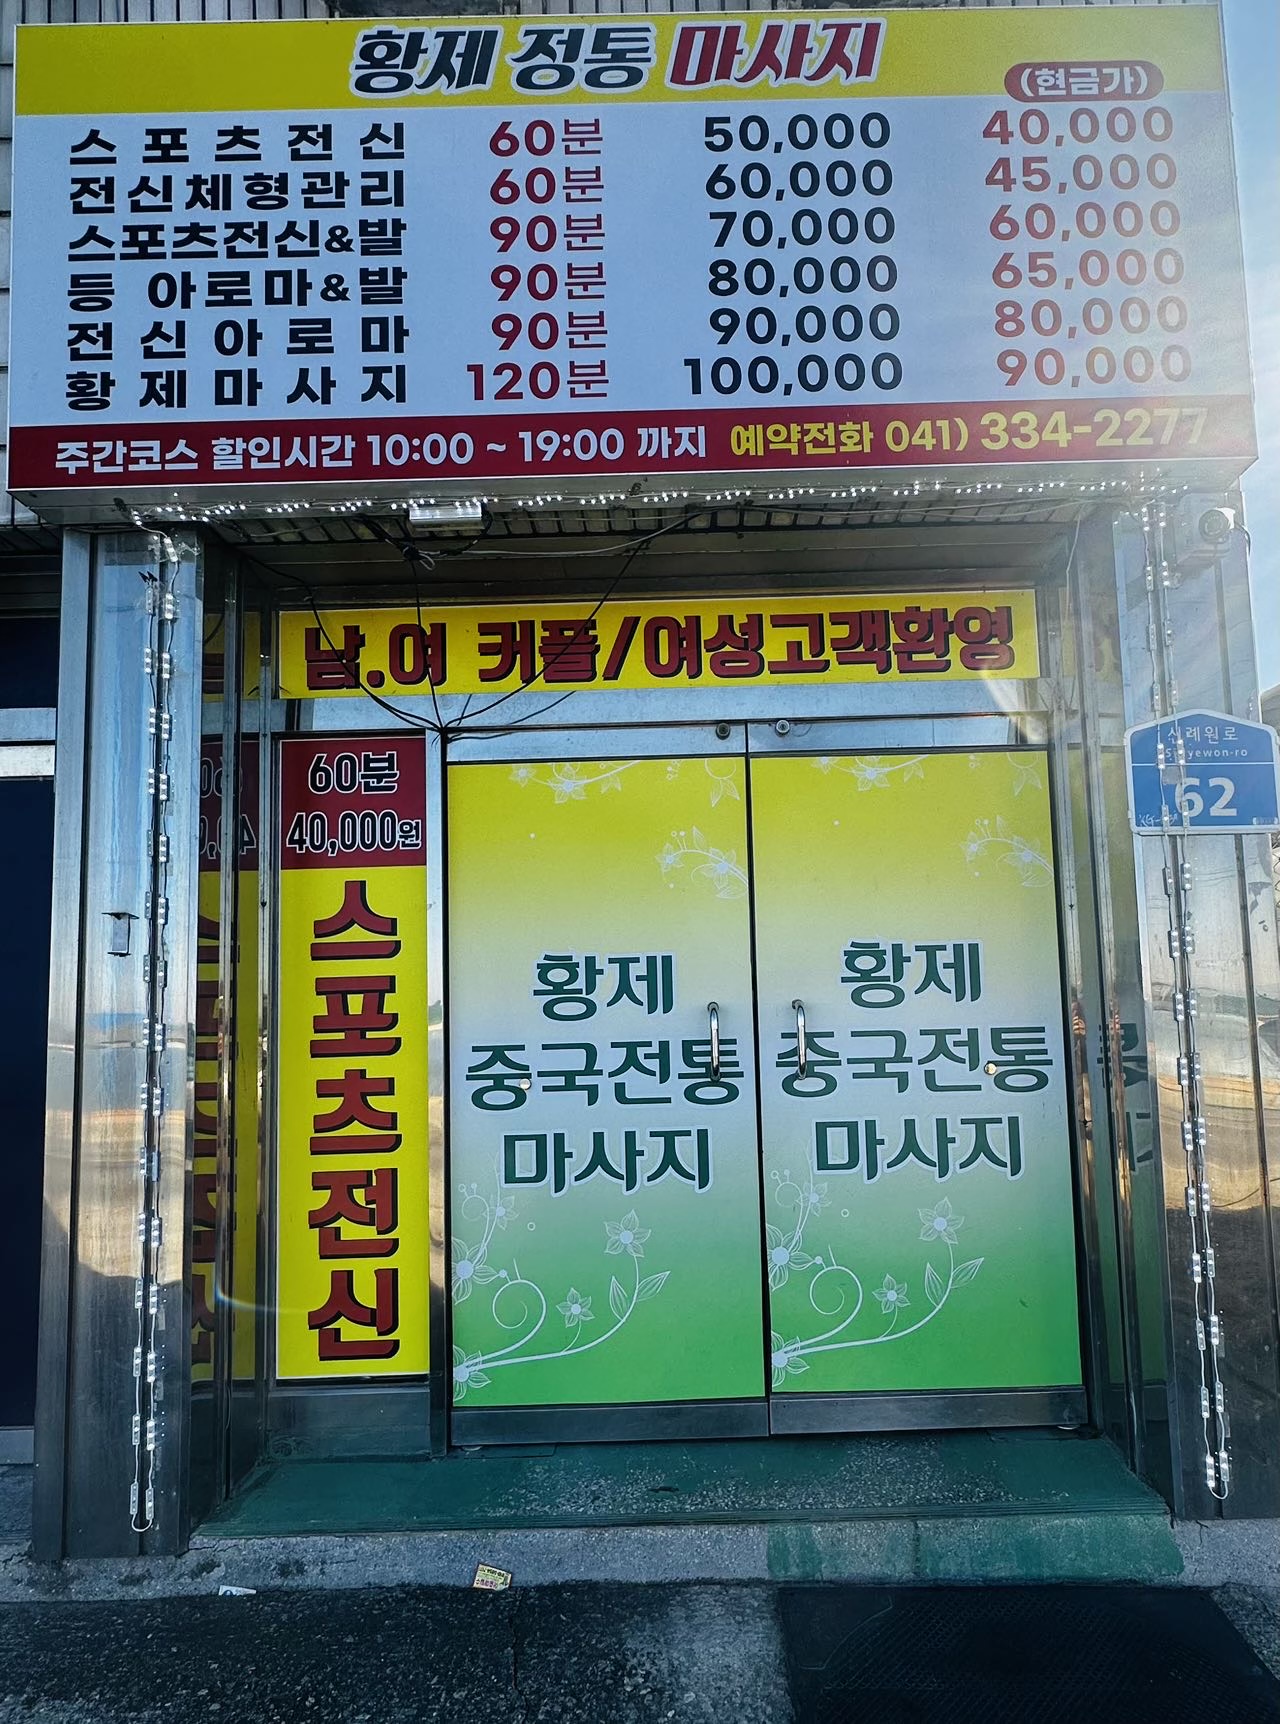 황제 정통 마사지
(현금가)
스포츠전신 60분 50,000 40,000
전신체형관리 60분 60,000 45,000
스포츠전신&발 90분 70,000 60,000
등 아로마&발 90분 80,000 65,000
전신아로마 90분 90,000 80,000
황제마사지 120분 100,000 90,000
주간코스 할인시간 10:00 ~ 19:00 까지 예약전화 041) 334-2277
남.여 커플/여성고객환영
60분
40,000원
스포츠전신
황제
중국전통
마사지
황제
중국전통
마사지
신례원로
62